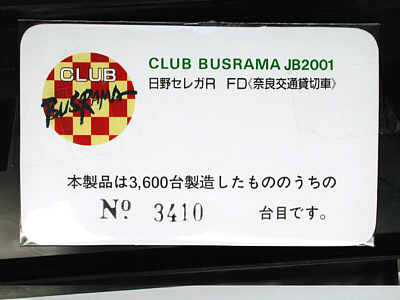 CLUB
BUSRAMA
CLUB BUSRAMA JB2001
日野セレガR FD《奈良交通貸切車》
本製品は3,600台製造したもののうちの
Nº 3410 台目です。